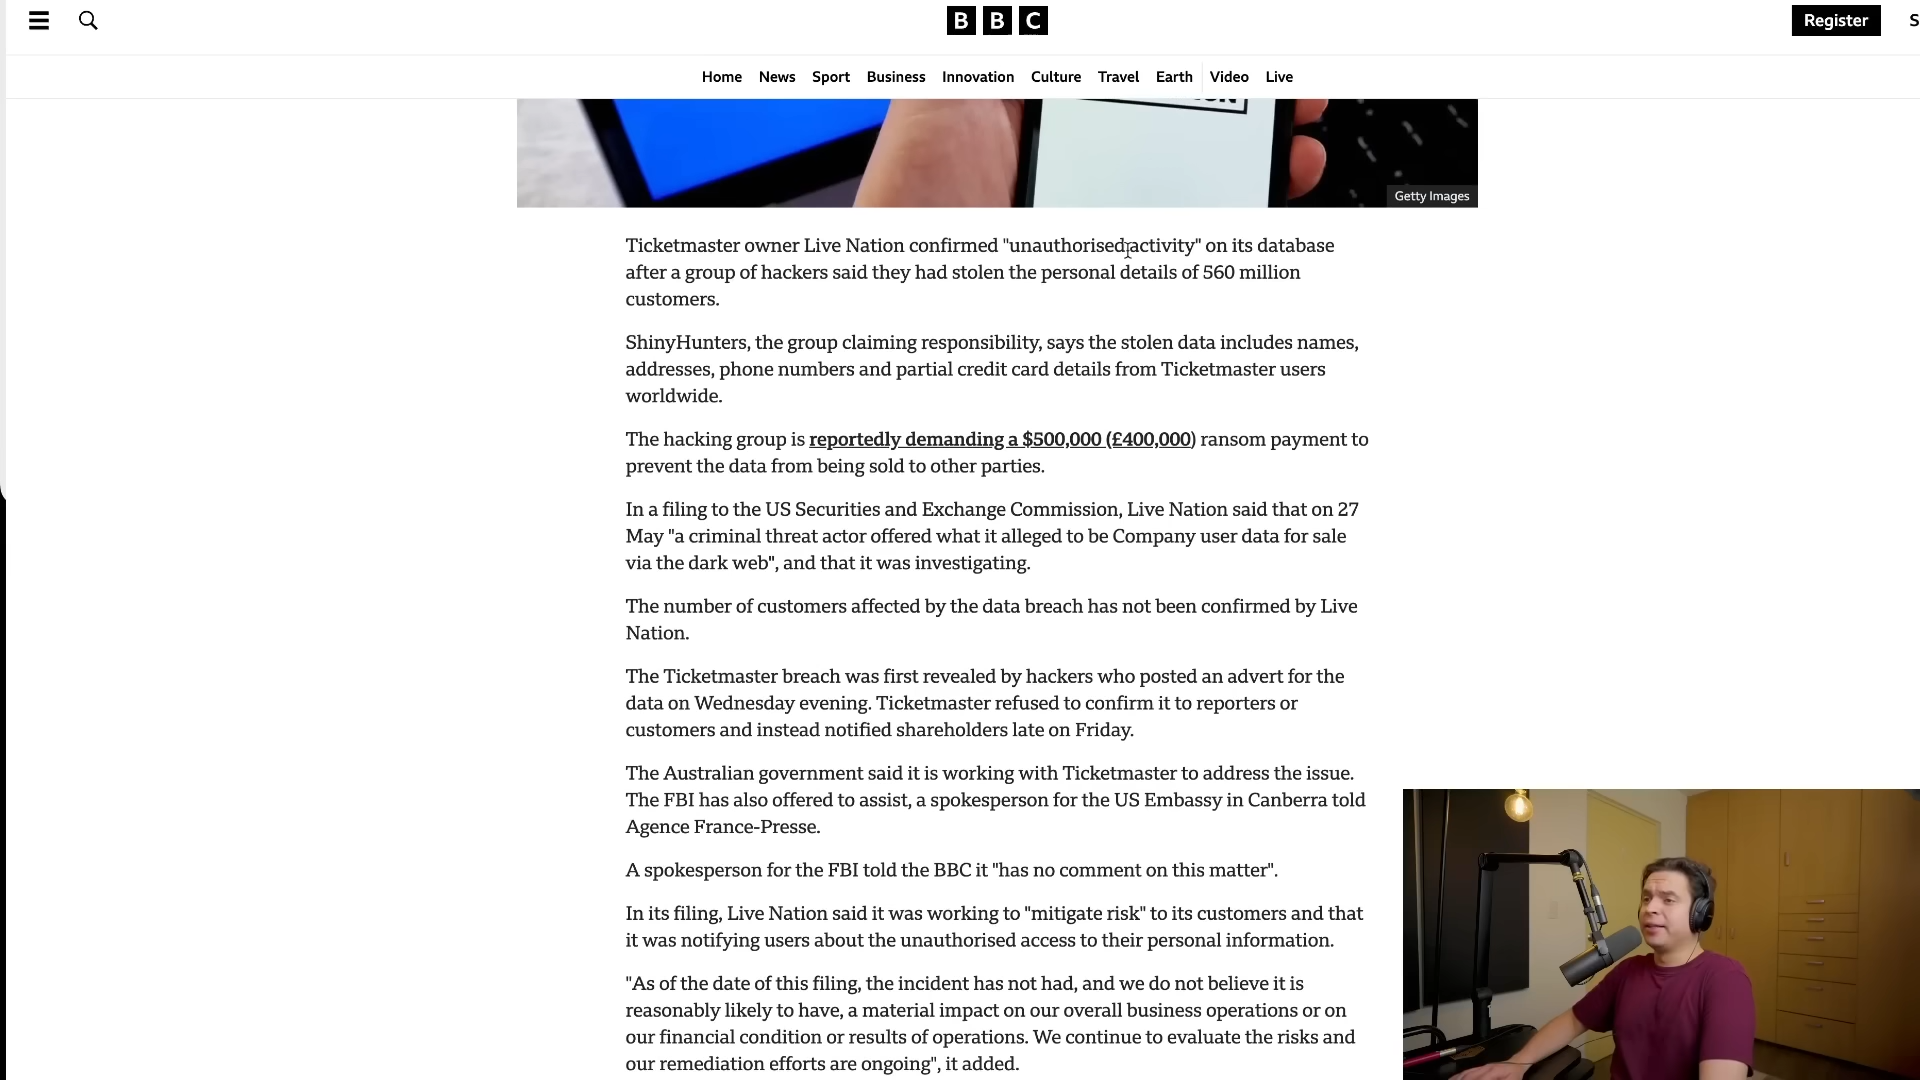 BBC
Register
Home News Sport Business Innovation Culture Travel Earth Video Live
Getty Images
Ticketmaster owner Live Nation confirmed "unauthorised activity" on its database
after a group of hackers said they had stolen the personal details of 560 million
customers.
ShinyHunters, the group claiming responsibility, says the stolen data includes names,
addresses, phone numbers and partial credit card details from Ticketmaster users
worldwide.
The hacking group is reportedly demanding a $500,000 (£400,000) ransom payment to
prevent the data from being sold to other parties.
In a filing to the US Securities and Exchange Commission, Live Nation said that on 27
May "a criminal threat actor offered what it alleged to be Company user data for sale
via the dark web", and that it was investigating.
The number of customers affected by the data breach has not been confirmed by Live
Nation.
The Ticketmaster breach was first revealed by hackers who posted an advert for the
data on Wednesday evening. Ticketmaster refused to confirm it to reporters or
customers and instead notified shareholders late on Friday.
The Australian government said it is working with Ticketmaster to address the issue.
The FBI has also offered to assist, a spokesperson for the US Embassy in Canberra told
Agence France-Presse.
A spokesperson for the FBI told the BBC it "has no comment on this matter".
In its filing, Live Nation said it was working to "mitigate risk" to its customers and that
it was notifying users about the unauthorised access to their personal information.
"As of the date of this filing, the incident has not had, and we do not believe it is
reasonably likely to have, a material impact on our overall business operations or on
our financial condition or results of operations. We continue to evaluate the risks and
our remediation efforts are ongoing", it added.